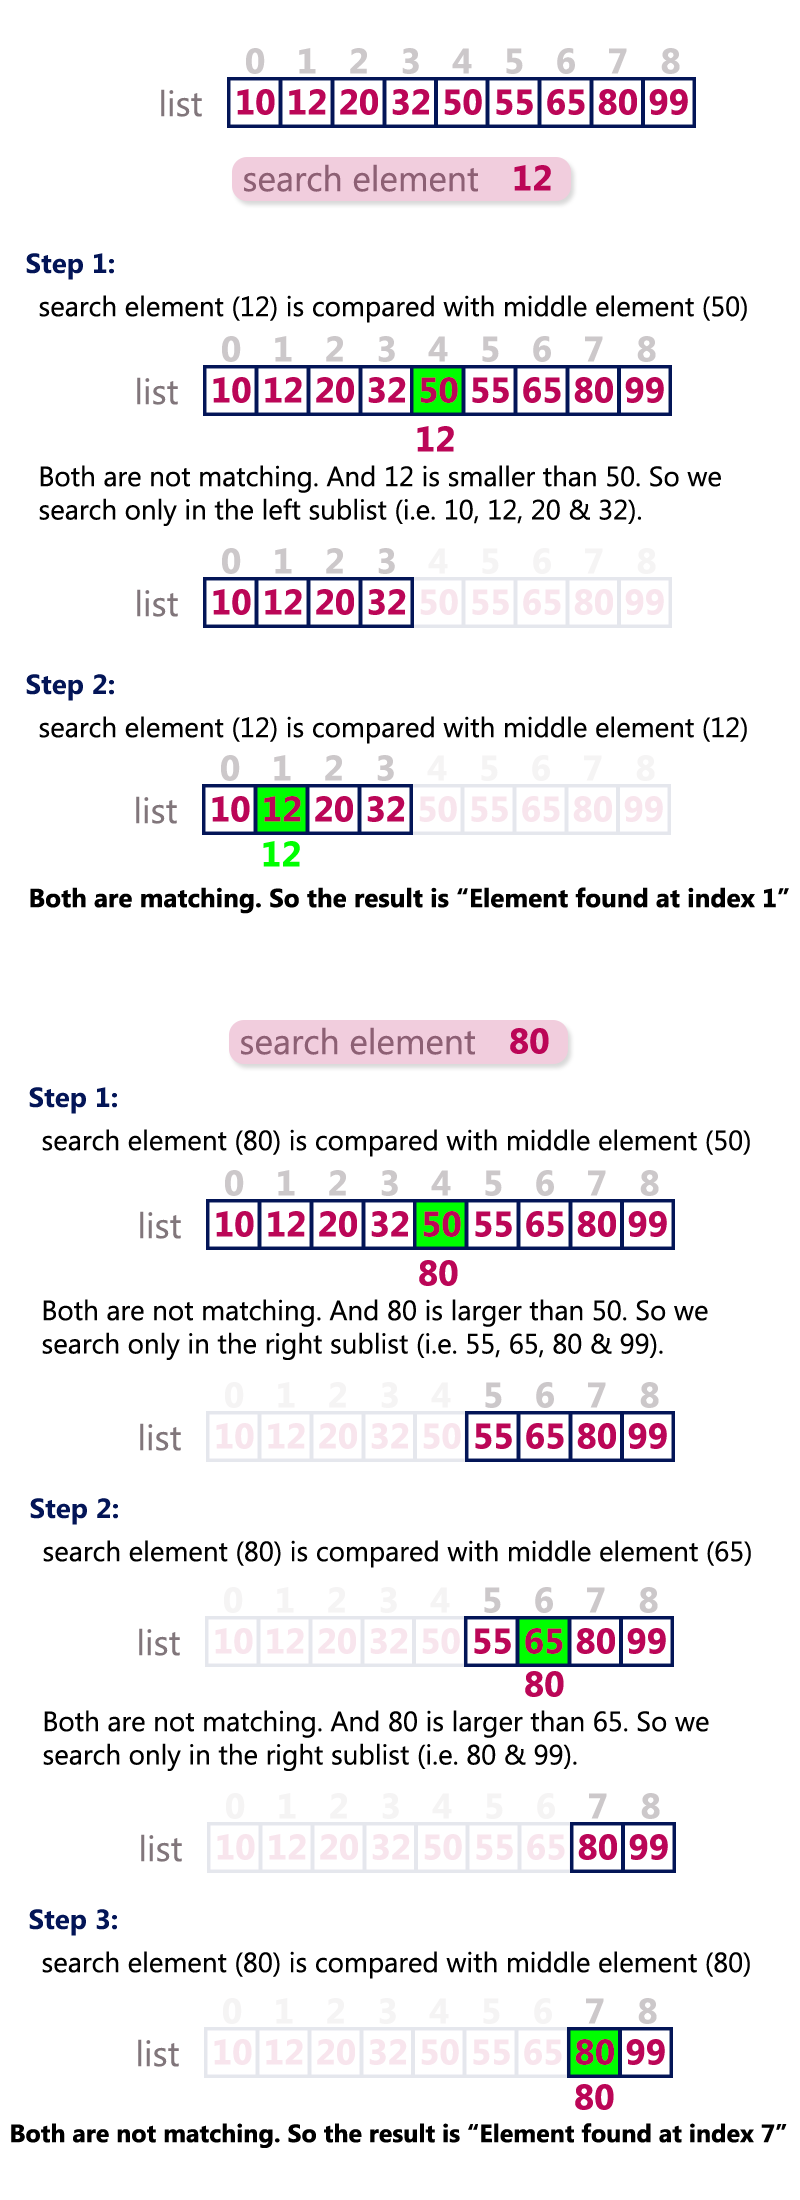 0 1 2 3 4 5 6 7 8
list 10 12 20 32 50 55 65 80 99
search element 12
Step 1:
search element (12) is compared with middle element (50)
0 1 2 3 4 5 6 7 8
list 10 12 20 32 50 55 65 80 99
12
Both are not matching. And 12 is smaller than 50. So we
search only in the left sublist (i.e. 10, 12, 20 & 32).
0 1 2 3 4 5 6 7 8
list 10 12 20 32 50 55 65 80 99
Step 2:
search element (12) is compared with middle element (12)
0 1 2 3 4 5 6 7 8
list 10 12 20 32 50 55 65 80 99
12
Both are matching. So the result is “Element found at index 1”
search element 80
Step 1:
search element (80) is compared with middle element (50)
0 1 2 3 4 5 6 7 8
list 10 12 20 32 50 55 65 80 99
80
Both are not matching. And 80 is larger than 50. So we
search only in the right sublist (i.e. 55, 65, 80 & 99).
0 1 2 3 4 5 6 7 8
list 10 12 20 32 50 55 65 80 99
Step 2:
search element (80) is compared with middle element (65)
0 1 2 3 4 5 6 7 8
list 10 12 20 32 50 55 65 80 99
80
Both are not matching. And 80 is larger than 65. So we
search only in the right sublist (i.e. 80 & 99).
0 1 2 3 4 5 6 7 8
list 10 12 20 32 50 55 65 80 99
Step 3:
search element (80) is compared with middle element (80)
0 1 2 3 4 5 6 7 8
list 10 12 20 32 50 55 65 80 99
80
Both are not matching. So the result is “Element found at index 7”